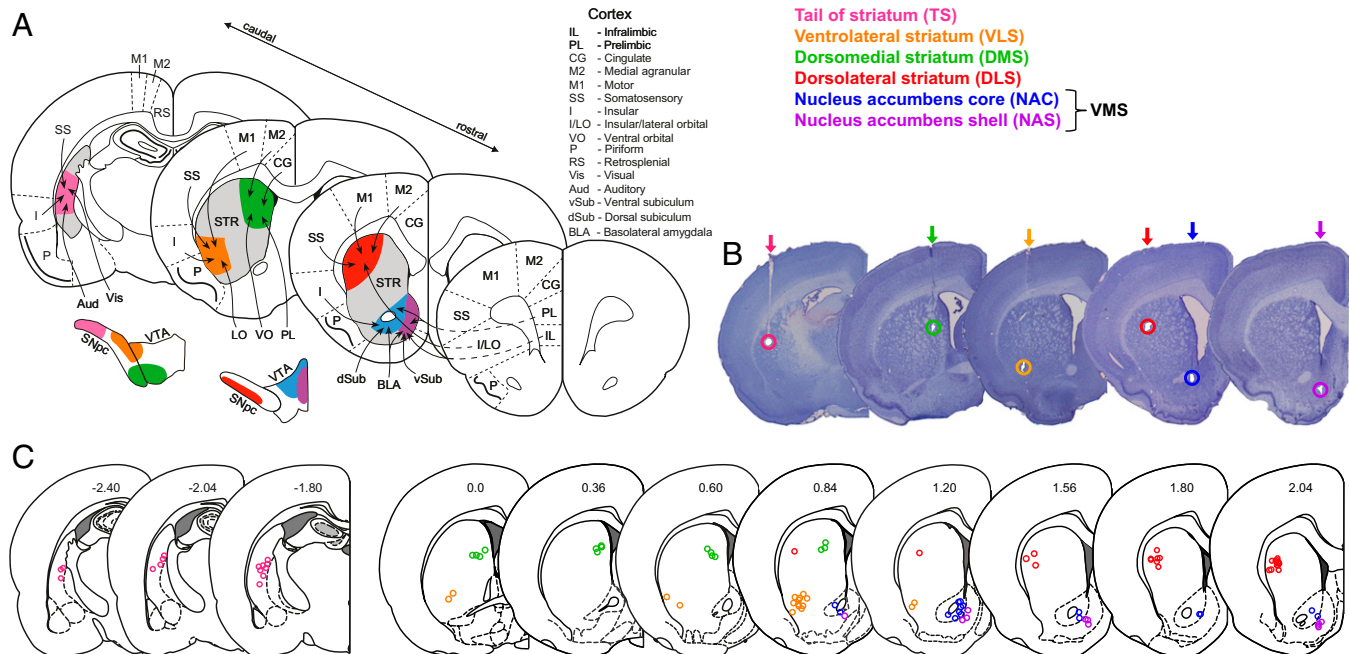 A
caudal
rostral
M1
M2
RS
SS
I
P
Aud
Vis
M1
M2
CG
SS
STR
I
P
LO
VO
PL
M1
M2
CG
SS
STR
I
P
dSub
BLA
vSub
M1
M2
CG
SS
PL
I/LO
IL
P
SNpc
VTA
VTA
SNpc
Cortex
IL - Infralimbic
PL - Prelimbic
CG - Cingulate
M2 - Medial agranular
M1 - Motor
SS - Somatosensory
I - Insular
I/LO - Insular/lateral orbital
VO - Ventral orbital
P - Piriform
RS - Retrosplenial
Vis - Visual
Aud - Auditory
vSub - Ventral subiculum
dSub - Dorsal subiculum
BLA - Basolateral amygdala
Tail of striatum (TS)
Ventrolateral striatum (VLS)
Dorsomedial striatum (DMS)
Dorsolateral striatum (DLS)
Nucleus accumbens core (NAC)
Nucleus accumbens shell (NAS)
VMS
B
C
-2.40
-2.04
-1.80
0.0
0.36
0.60
0.84
1.20
1.56
1.80
2.04